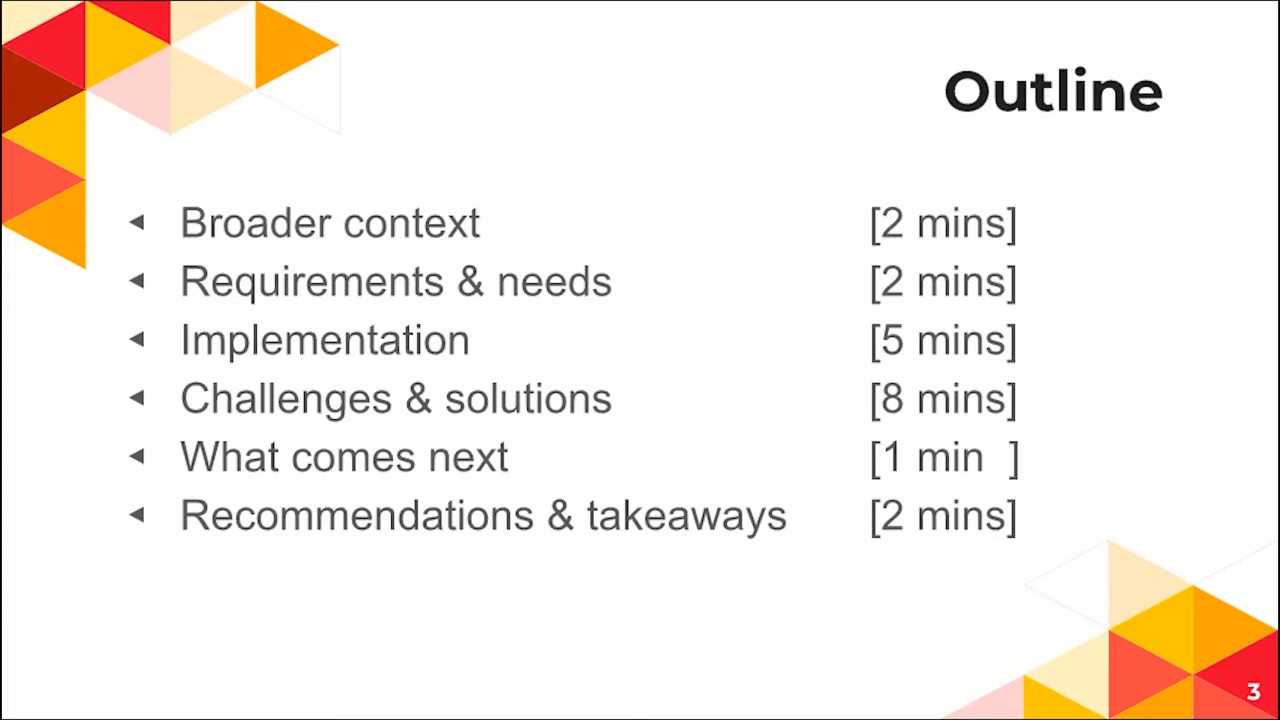 Outline
Broader context [2 mins]
Requirements & needs [2 mins]
Implementation [5 mins]
Challenges & solutions [8 mins]
What comes next [1 min  ]
Recommendations & takeaways [2 mins]
3